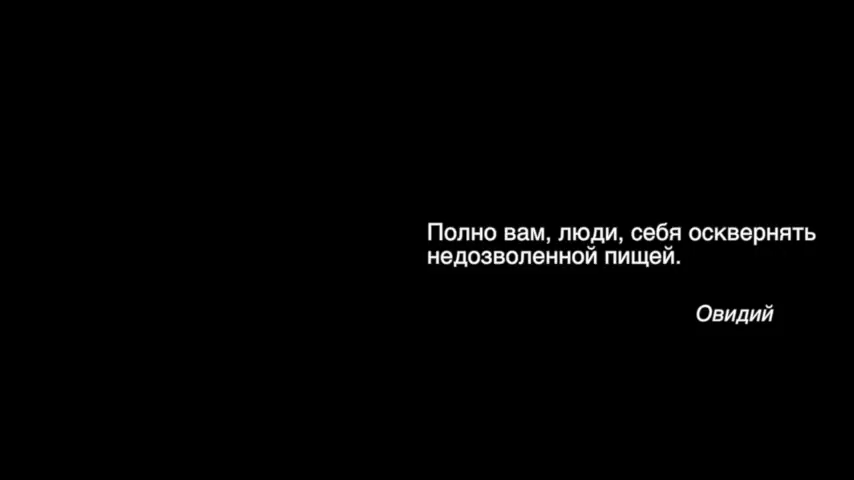 Полно вам, люди, себя осквернять
недозволенной пищей.
Овидий